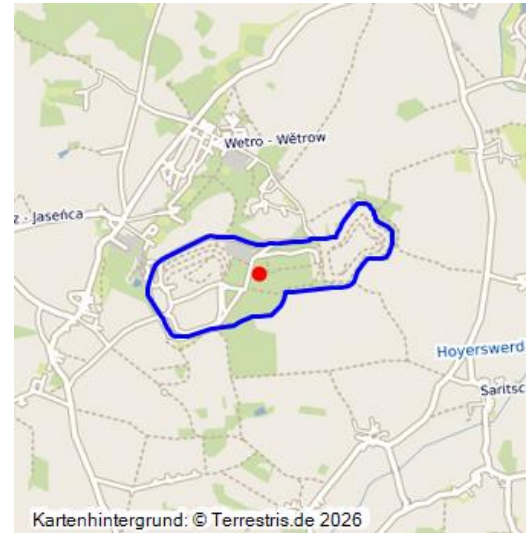 Wetro - Wětrow
z - Jaseńca
Hoyerswerd
Saritsc
Kartenhintergrund: © Terrestris.de 2026